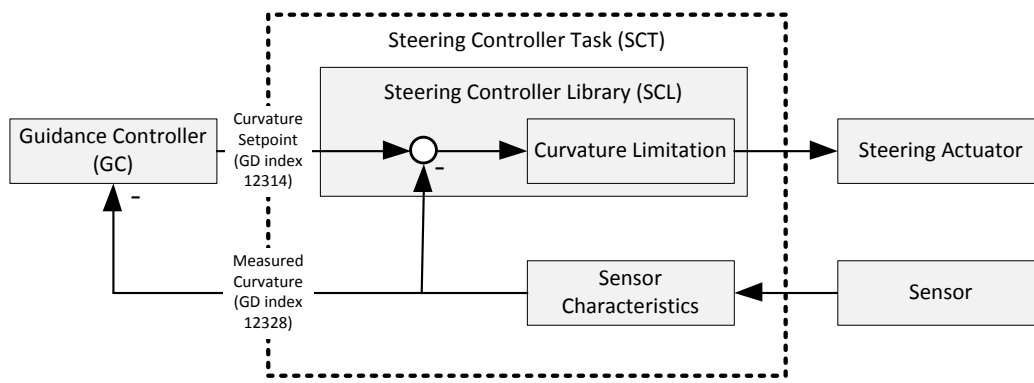 Steering Controller Task (SCT)
Steering Controller Library (SCL)
Guidance Controller
(GC)
Curvature
Setpoint
(GD index
12314)
-
Curvature Limitation
Steering Actuator
-
Measured
Curvature
(GD index
12328)
Sensor
Characteristics
Sensor